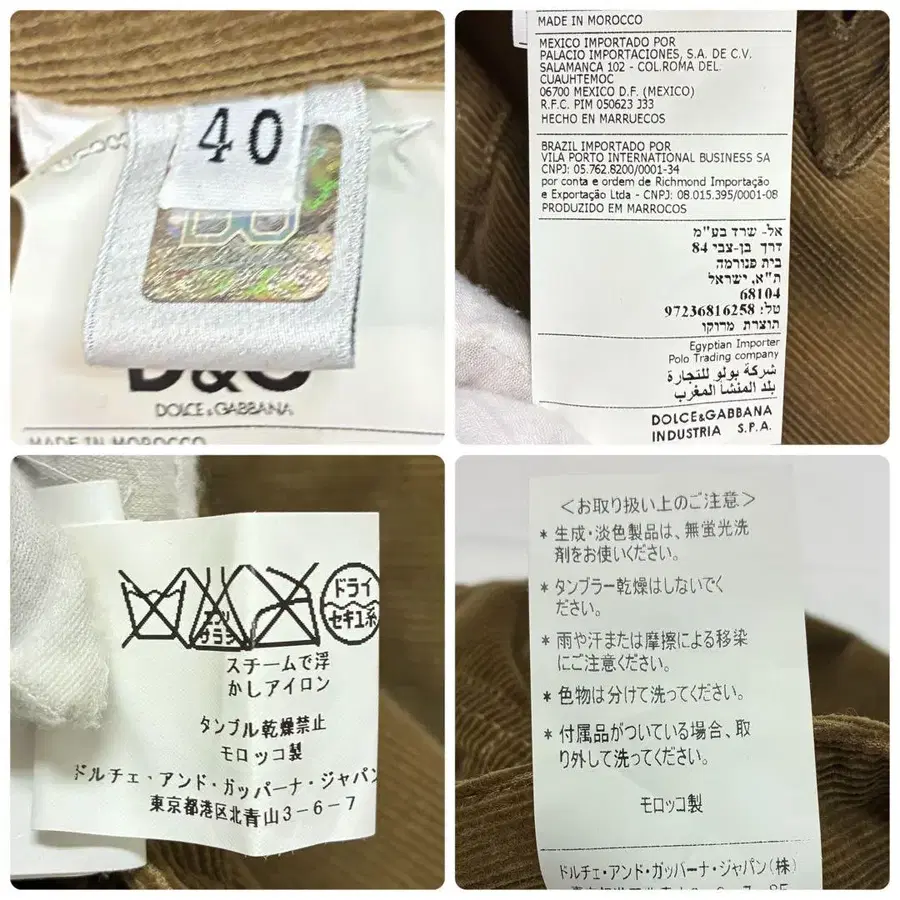 40
D&G
DOLCE & GABBANA
MADE IN MOROCCO
MADE IN MOROCCO
MEXICO IMPORTADO POR
PALACIO IMPORTACIONES, S.A. DE C.V.
SALAMANCA 102 - COL.ROMA DEL.
CUAUHTEMOC
06700 MEXICO D.F. (MEXICO)
R.F.C. PIM 050623 J33
HECHO EN MARRUECOS
BRAZIL IMPORTADO POR
VILA PORTO INTERNATIONAL BUSINESS SA
CNPJ: 05.762.8200/0001-34
por conta e ordem de Richmond Importação
e Exportação Ltda - CNPJ: 08.015.395/0001-08
PRODUZIDO EM MARROCOS
אל- שרד בע"מ
דרך בן-צבי 84
בית פנורמה
ת"א, ישראל
68104
טל: 97236816258
תוצרת מרוקו
Egyptian Importer
Polo Trading company
شركة بولو للتجارة
بلد المنشأ المغرب
DOLCE&GABBANA
INDUSTRIA S.P.A.
エンソ
サラシ
ドライ
セキユ系
スチームで浮
かしアイロン
タンブル乾燥禁止
モロッコ製
ドルチェ・アンド・ガッバーナ・ジャパン
東京都港区北青山3-6-7
<お取り扱い上のご注意>
* 生成・淡色製品は、無蛍光洗
剤をお使いください。
* タンブラー乾燥はしないでく
ださい。
* 雨や汗または摩擦による移染
にご注意ください。
* 色物は分けて洗ってください。
* 付属品がついている場合、取
り外して洗ってください。
モロッコ製
ドルチェ・アンド・ガッバーナ・ジャパン(株)